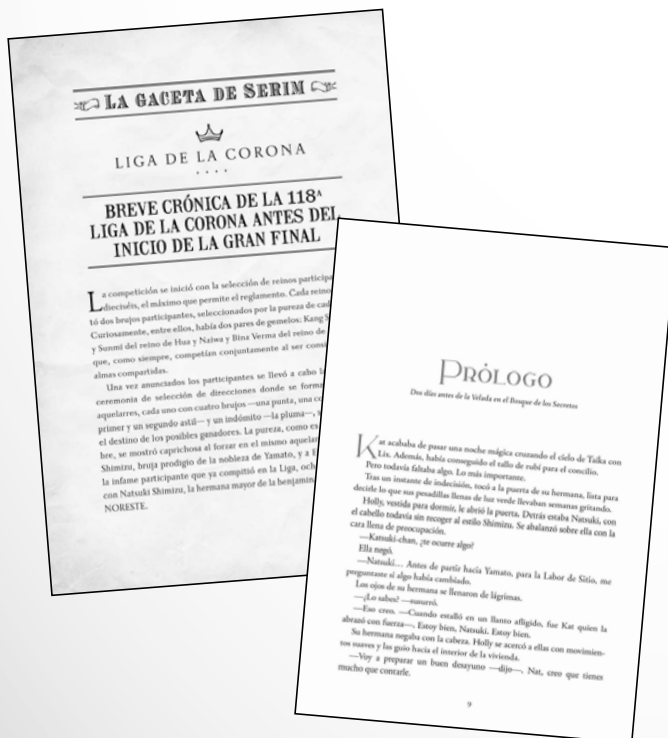 LA GACETA DE SERIM
LIGA DE LA CORONA
BREVE CRÓNICA DE LA 118ª
LIGA DE LA CORONA ANTES DEL
INICIO DE LA GRAN FINAL
La competición se inició con la selección de reinos participa
dieciséis, el máximo que permite el reglamento. Cada reino
tó dos brujos participantes, seleccionados por la pureza de cad
Curiosamente, entre ellos, había dos pares de gemelos: Kang S
y Sunmi del reino de Hua y Naiwa y Bina Verma del reino de
que, como siempre, competían conjuntamente al ser consi
almas compartidas.
Una vez anunciados los participantes se llevó a cabo l
ceremonia de selección de direcciones donde se forma
aquelarres, cada uno con cuatro brujos —una punta, una co
primer y un segundo astil— y un indómito —la pluma—, s
el destino de los posibles ganadores. La pureza, como es
bre, se mostró caprichosa al forzar en el mismo aquelar
Shimizu, bruja prodigio de la nobleza de Yamato, y a E
la infame participante que ya compitió en la Liga, och
con Natsuki Shimizu, la hermana mayor de la benjamin
NORESTE.
PRÓLOGO
Dos días antes de la Velada en el Bosque de los Secretos
Kat acababa de pasar una noche mágica cruzando el cielo de Taika con
Lix. Además, había conseguido el tallo de rubí para el concilio.
Pero todavía faltaba algo. Lo más importante.
Tras un instante de indecisión, tocó a la puerta de su hermana, lista para
decirle lo que sus pesadillas llenas de luz verde llevaban semanas gritando.
Holly, vestida para dormir, le abrió la puerta. Detrás estaba Natsuki, con
el cabello todavía sin recoger al estilo Shimizu. Se abalanzó sobre ella con la
cara llena de preocupación.
—Katsuki-chan, ¿te ocurre algo?
Ella negó.
—Natsuki... Antes de partir hacia Yamato, para la Labor de Sitio, me
preguntaste si algo había cambiado.
Los ojos de su hermana se llenaron de lágrimas.
—¿Lo sabes? —susurró.
—Eso creo. —Cuando estalló en un llanto afligido, fue Kat quien la
abrazó con fuerza—. Estoy bien, Natsuki. Estoy bien.
Su hermana negaba con la cabeza. Holly se acercó a ellas con movimien-
tos suaves y las guio hacia el interior de la vivienda.
—Voy a preparar un buen desayuno —dijo—. Nat, creo que tienes
mucho que contarle.
9